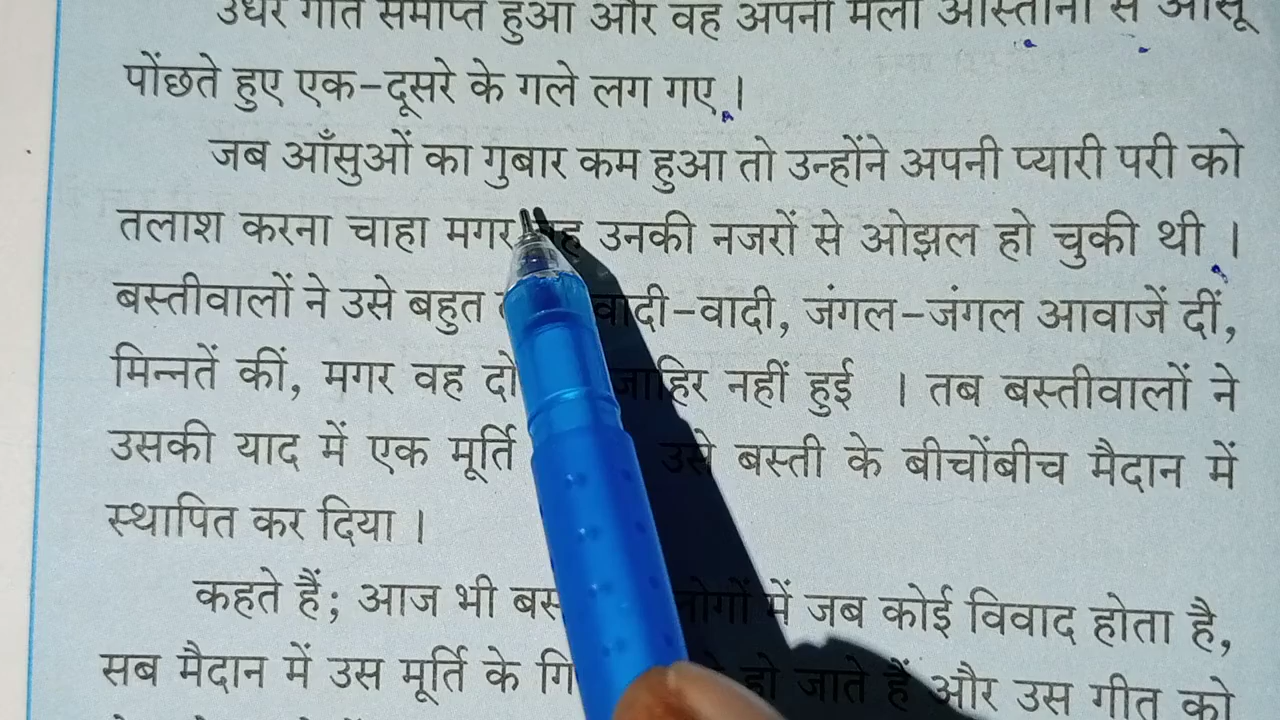 उधर गीत समाप्त हुआ और वह अपनी मैली आस्तीनों से आँसू
पोंछते हुए एक-दूसरे के गले लग गए ।
जब आँसुओं का गुबार कम हुआ तो उन्होंने अपनी प्यारी परी को
तलाश करना चाहा मगर वह उनकी नजरों से ओझल हो चुकी थी ।
बस्तीवालों ने उसे बहुत वादी-वादी, जंगल-जंगल आवाजें दीं,
मिन्नतें कीं, मगर वह जाहिर नहीं हुई । तब बस्तीवालों ने
उसकी याद में एक मूर्ति उसे बस्ती के बीचोंबीच मैदान में
स्थापित कर दिया ।
कहते हैं; आज भी लोगों में जब कोई विवाद होता है,
सब मैदान में उस मूर्ति के हो जाते हैं और उस गीत को